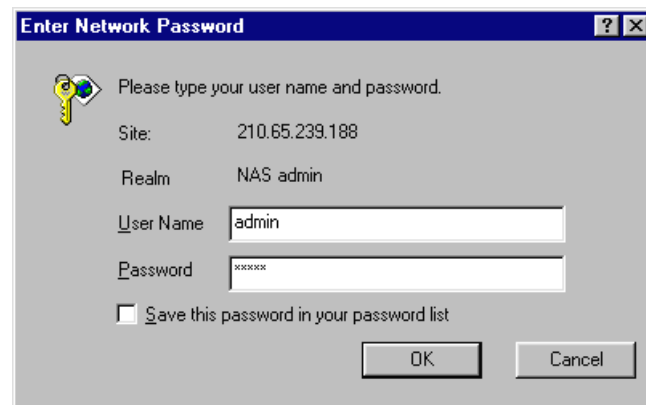 Enter Network Password
Please type your user name and password.
Site: 210.65.239.188
Realm NAS admin
User Name admin
Password *****
Save this password in your password list
OK Cancel